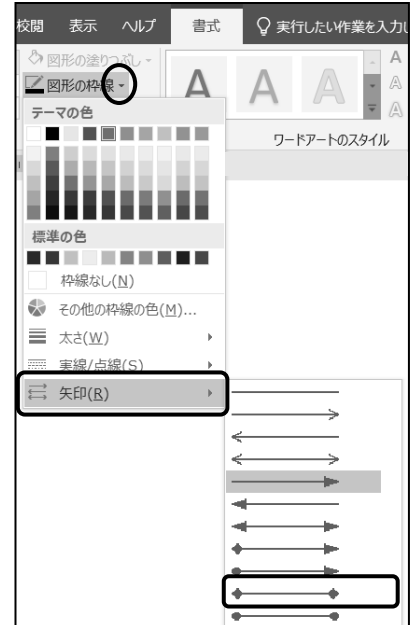 校閲 表示 ヘルプ 書式 実行したい作業を入力し
図形の塗りつぶし
図形の枠線
A A A
A
A
A
ワードアートのスタイル
テーマの色
標準の色
枠線なし(N)
その他の枠線の色(M)...
太さ(W)
実線/点線(S)
矢印(R)